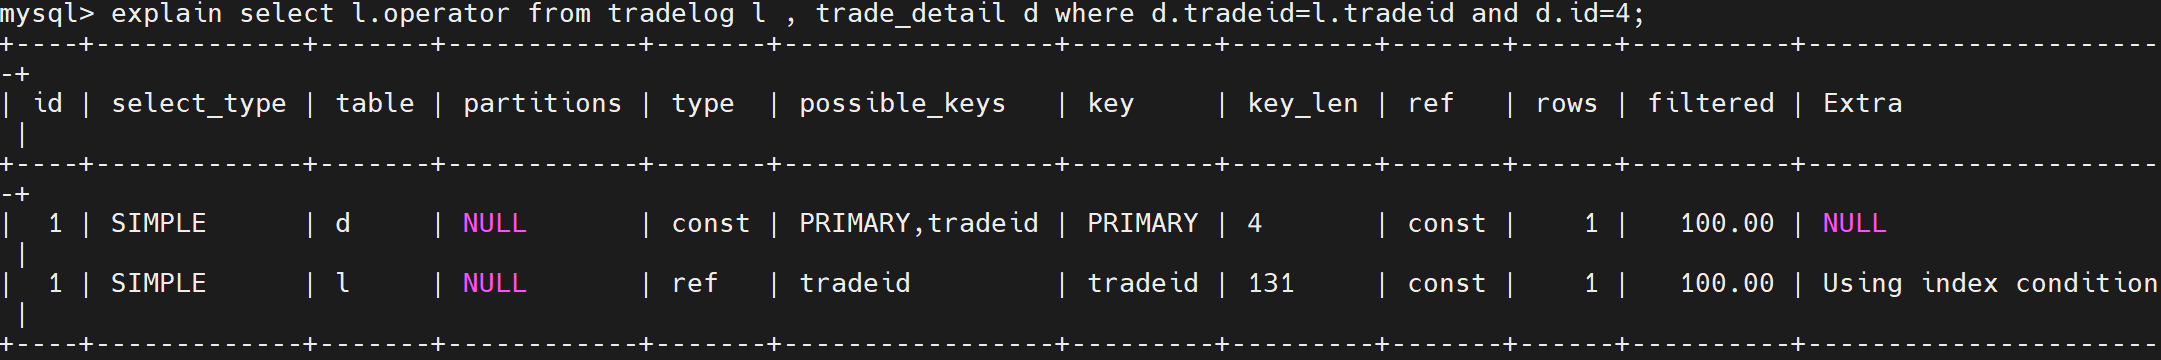 mysql> explain select l.operator from tradelog l , trade_detail d where d.tradeid=l.tradeid and d.id=4;
+----+-------------+-------+------------+-------+-----------------+---------+---------+-------+------+----------+----------------------
-+
| id | select_type | table | partitions | type  | possible_keys   | key     | key_len | ref   | rows | filtered | Extra
 |
+----+-------------+-------+------------+-------+-----------------+---------+---------+-------+------+----------+----------------------
-+
|  1 | SIMPLE      | d     | NULL       | const | PRIMARY,tradeid | PRIMARY | 4       | const |    1 |   100.00 | NULL
 |
|  1 | SIMPLE      | l     | NULL       | ref   | tradeid         | tradeid | 131     | const |    1 |   100.00 | Using index condition
 |
+----+-------------+-------+------------+-------+-----------------+---------+---------+-------+------+----------+----------------------